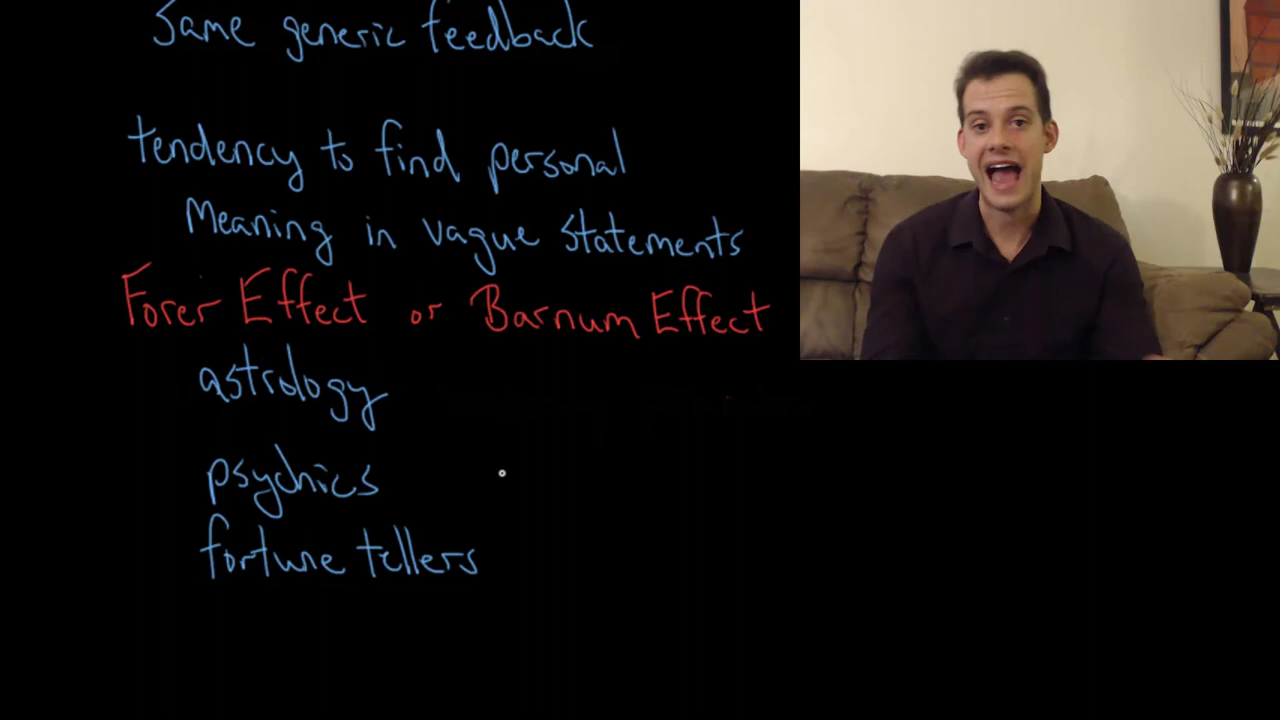 Same generic feedback
tendency to find personal
Meaning in vague statements
Forer Effect or Barnum Effect
astrology
psychics
fortune tellers